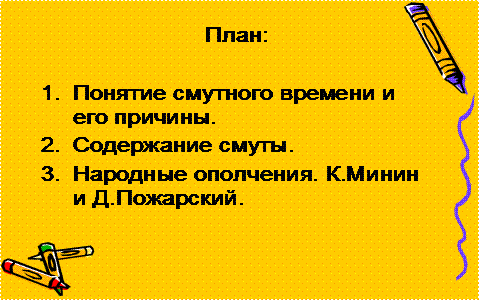 План:
1. Понятие смутного времени и
его причины.
2. Содержание смуты.
3. Народные ополчения. К.Минин
и Д.Пожарский.